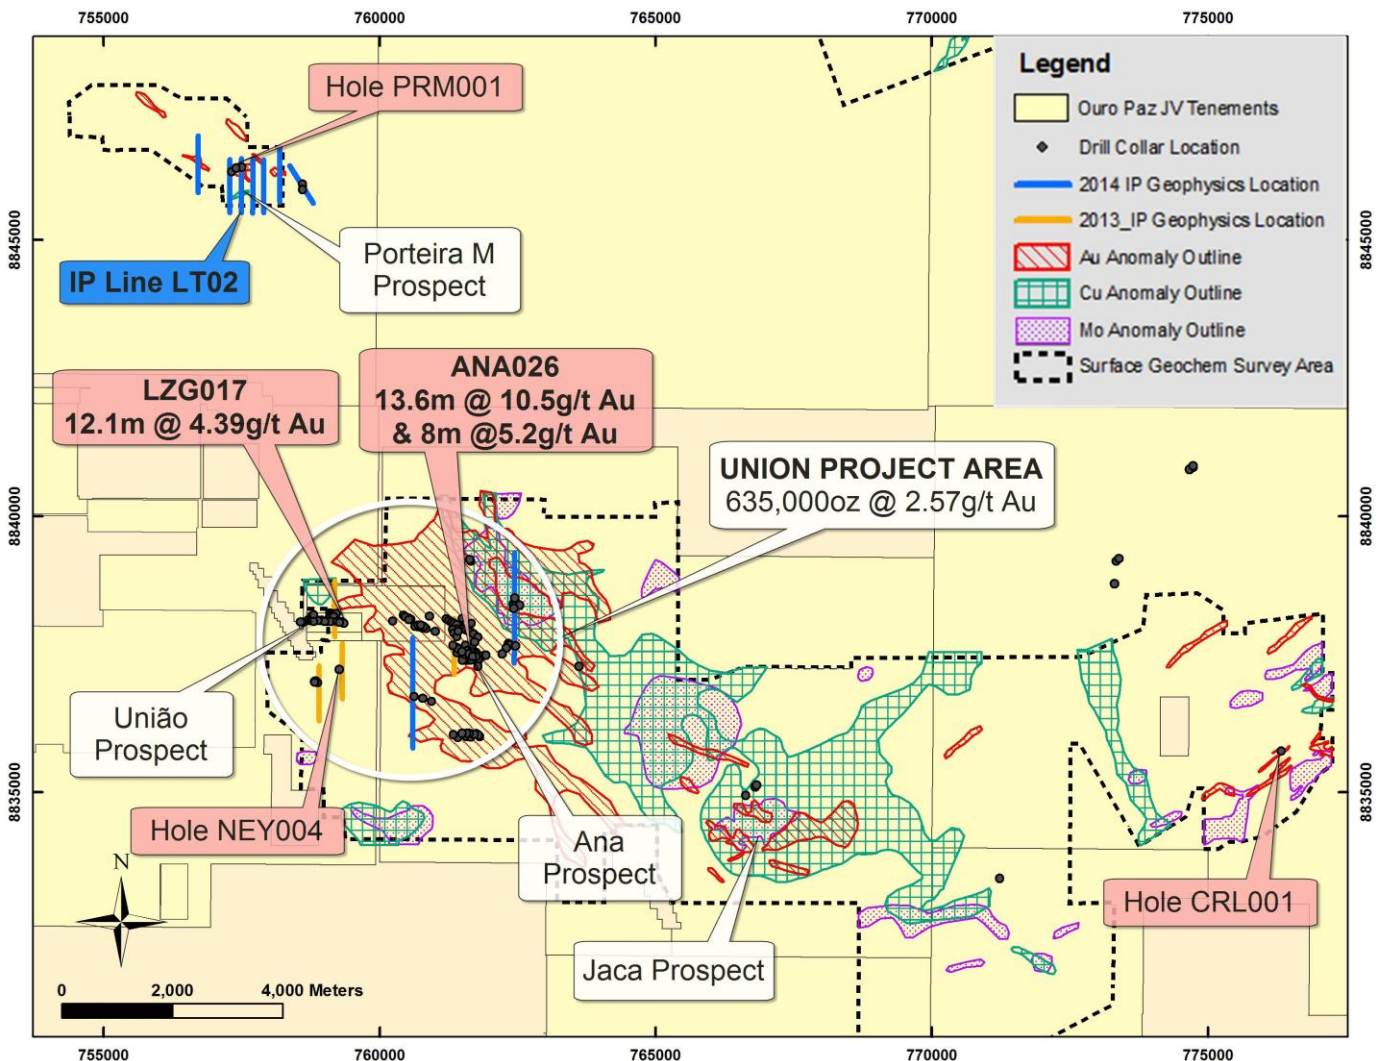 755000
760000
765000
770000
775000
Hole PRM001
Legend
Ouro Paz JV Tenements
Drill Collar Location
2014 IP Geophysics Location
2013_IP Geophysics Location
Au Anomaly Outline
Cu Anomaly Outline
Mo Anomaly Outline
Surface Geochem Survey Area
8845000
8845000
Porteira M
Prospect
IP Line LT02
LZG017
12.1m @ 4.39g/t Au
ANA026
13.6m @ 10.5g/t Au
& 8m @5.2g/t Au
UNION PROJECT AREA
635,000oz @ 2.57g/t Au
8840000
8840000
União
Prospect
8835000
8835000
Hole NEY004
Ana
Prospect
Hole CRL001
Jaca Prospect
N
0
2,000
4,000 Meters
755000
760000
765000
770000
775000